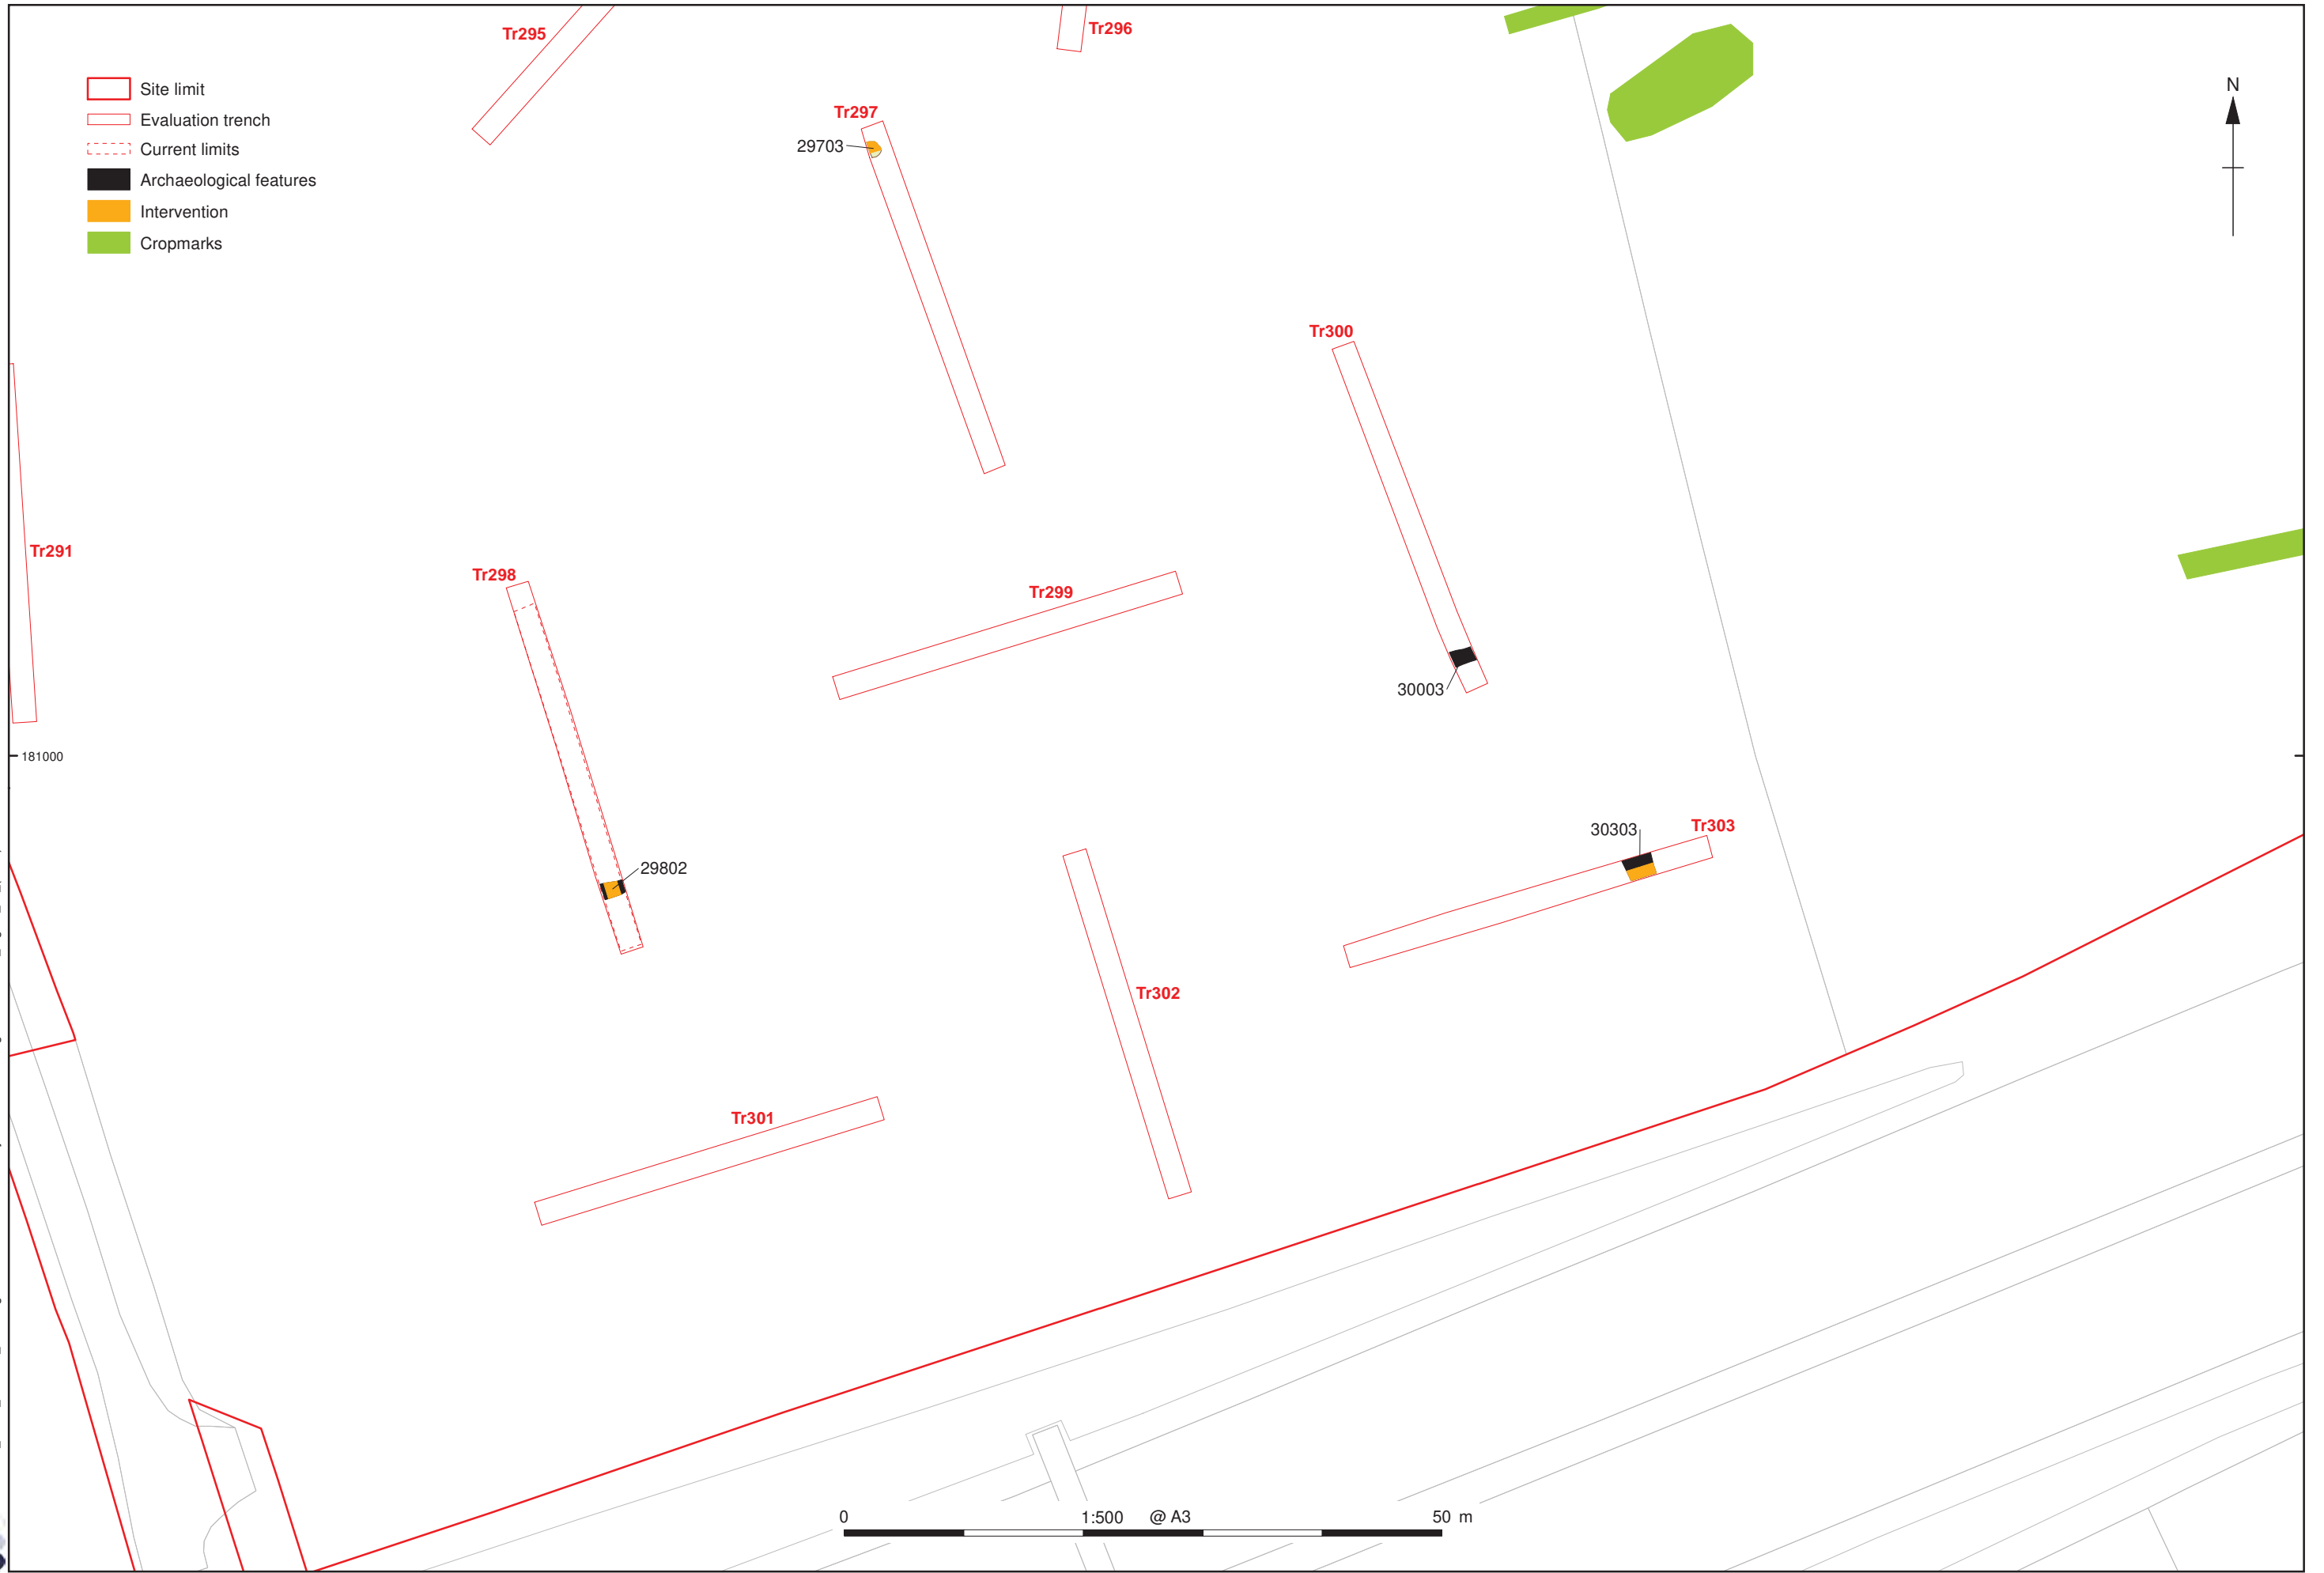 Tr295
Tr296
Site limit
Evaluation trench
Current limits
Archaeological features
Intervention
Cropmarks
N
Tr297
29703
Tr300
Tr291
Tr298
Tr299
30003
181000
30303
Tr303
29802
Tr302
Tr301
0 1:500 @ A3 50 m